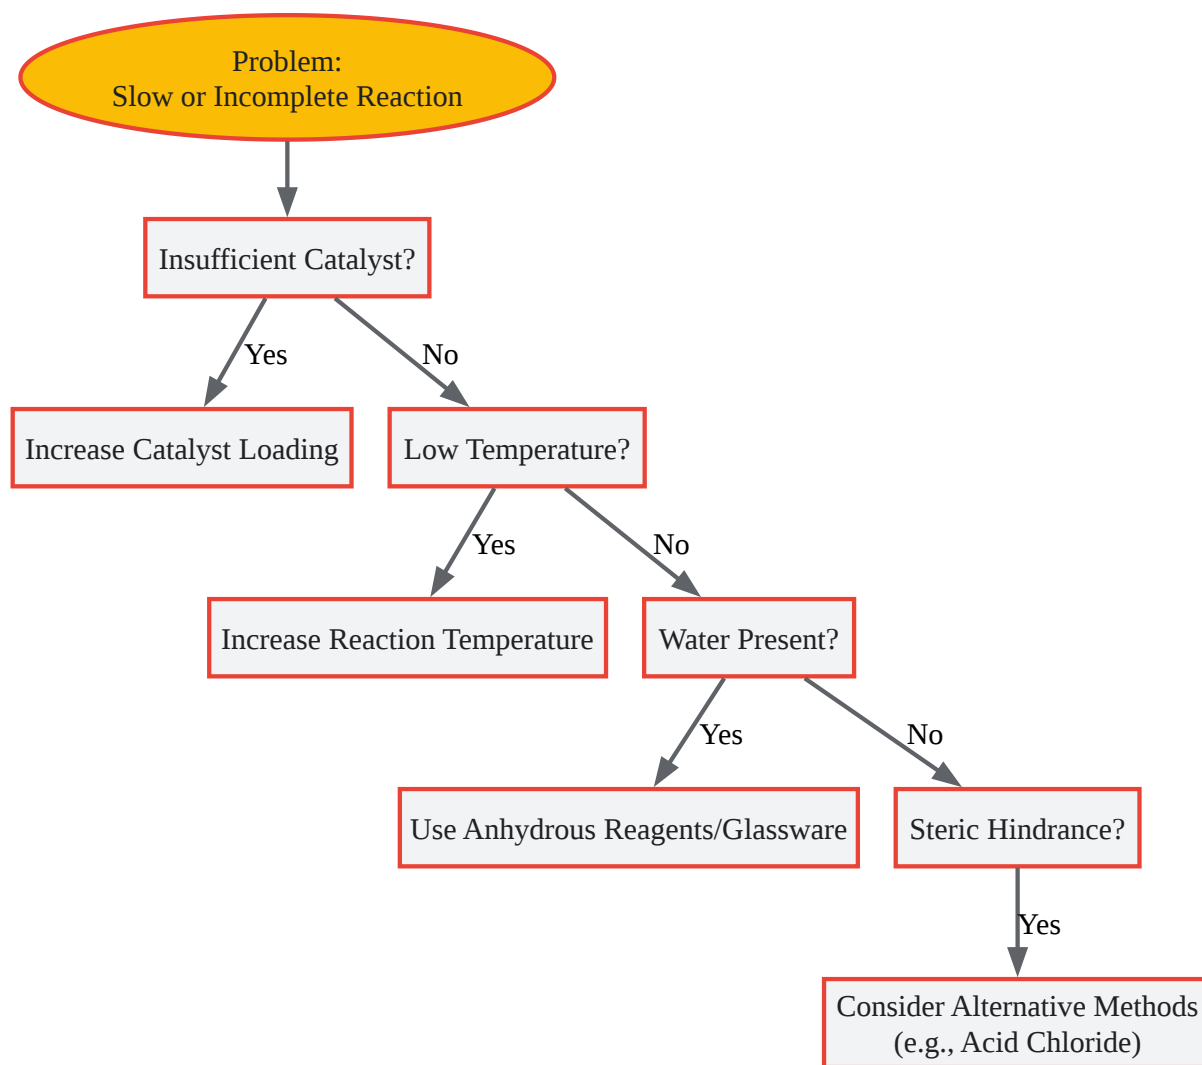 Problem:
Slow or Incomplete Reaction
Insufficient Catalyst?
Yes
No
Increase Catalyst Loading
Low Temperature?
Yes
No
Increase Reaction Temperature
Water Present?
Yes
No
Use Anhydrous Reagents/Glassware
Steric Hindrance?
Yes
Consider Alternative Methods
(e.g., Acid Chloride)